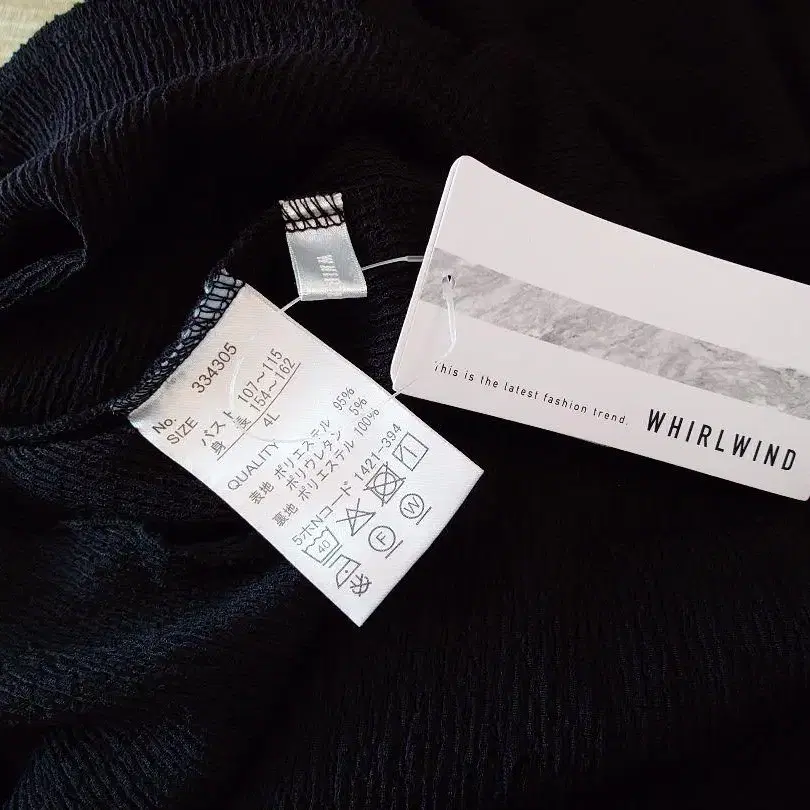 No. 334305
SIZE
バスト 107～115
身 長 154～162
4L
QUALITY
表地 ポリエステル 95%
ポリウレタン 5%
裏地 ポリエステル 100%
5ホNコード 1421-394
40
F
W
WHIRL
This is the latest fashion trend.
WHIRLWIND